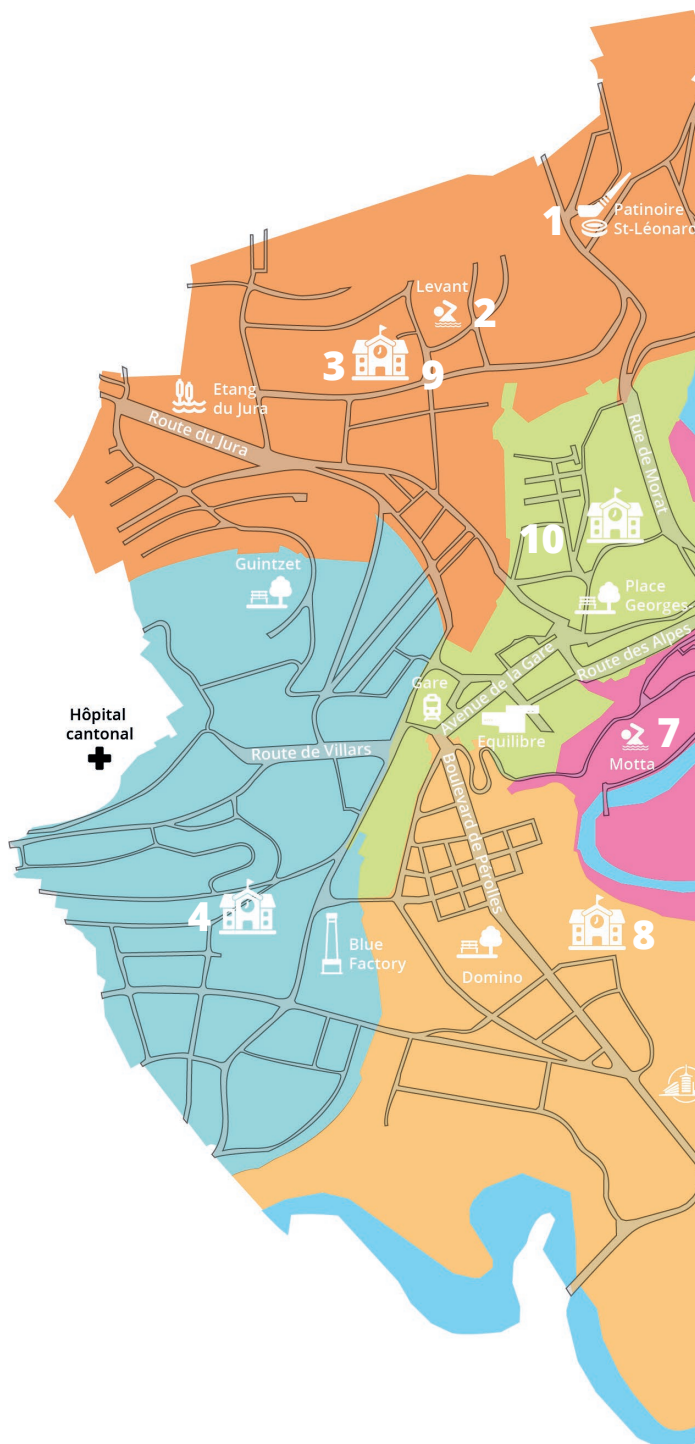 1
Patinoire
St-Léonard
Levant
2
3
9
Etang
du Jura
Route du Jura
Rue de Morat
10
Guintzet
Place
Georges
Route des Alpes
Avenue de la Gare
Gare
Equilibre
7
Motta
Hôpital
cantonal
Route de Villars
Boulevard de Pérolles
4
8
Blue
Factory
Domino